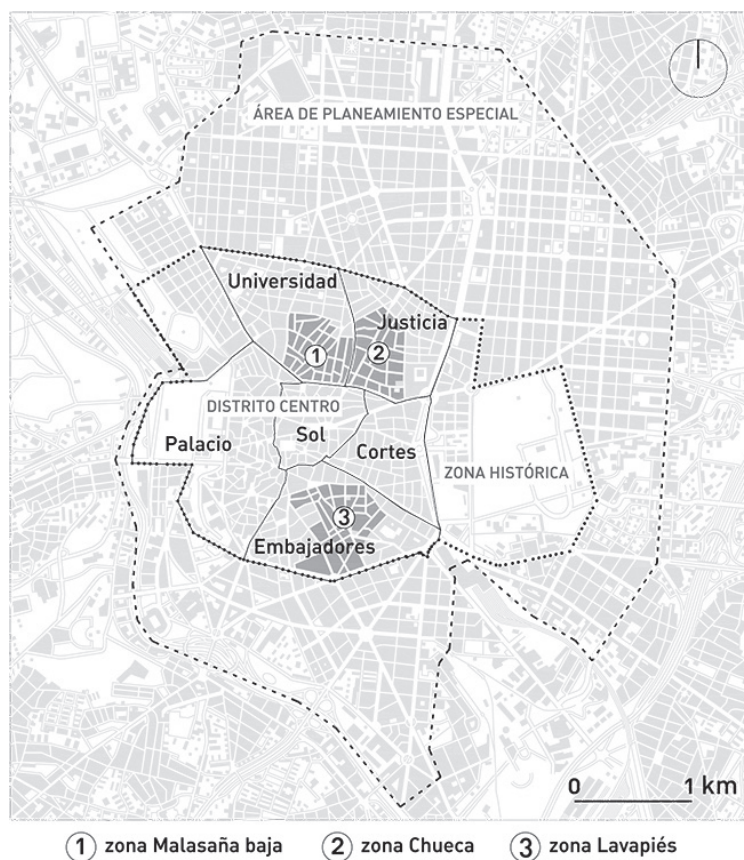 ÁREA DE PLANEAMIENTO ESPECIAL
Universidad
Justicia
1
2
DISTRITO CENTRO
Sol
Palacio
Cortes
ZONA HISTÓRICA
3
Embajadores
0 1 km
1 zona Malasaña baja 2 zona Chueca 3 zona Lavapiés